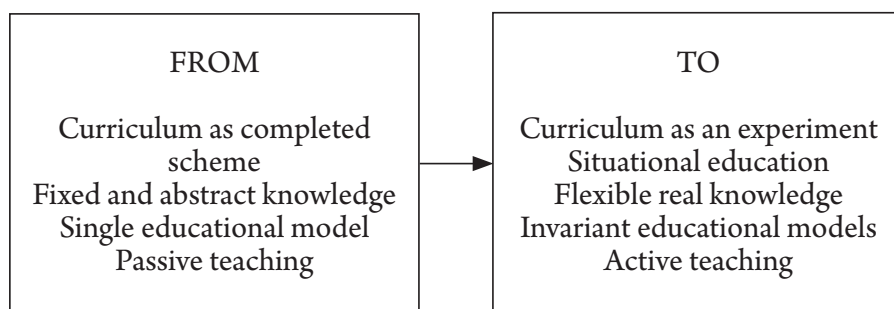 FROM
Curriculum as completed
scheme
Fixed and abstract knowledge
Single educational model
Passive teaching
TO
Curriculum as an experiment
Situational education
Flexible real knowledge
Invariant educational models
Active teaching